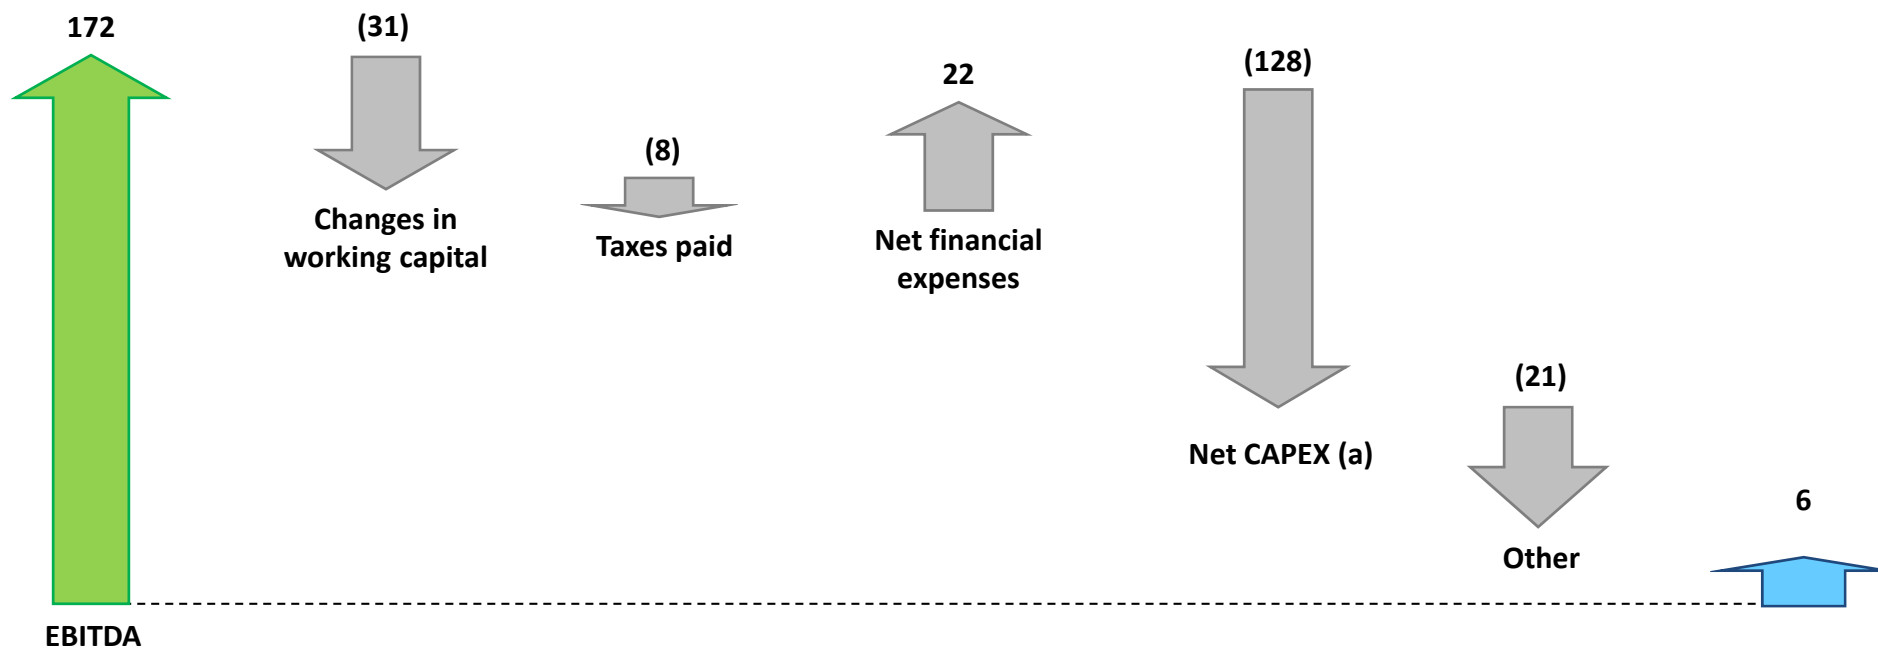 172
EBITDA
(31)
Changes in
working capital
(8)
Taxes paid
22
Net financial
expenses
(128)
Net CAPEX (a)
(21)
Other
6